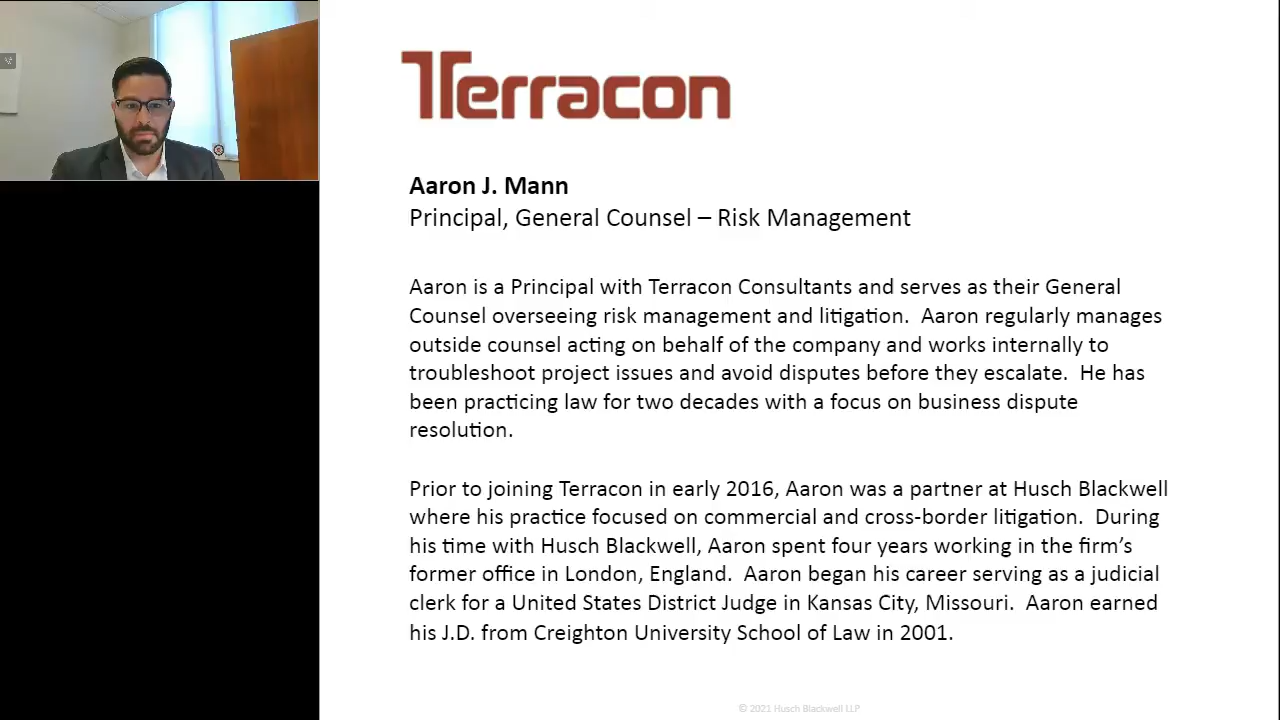 Terracon
Aaron J. Mann
Principal, General Counsel – Risk Management
Aaron is a Principal with Terracon Consultants and serves as their General
Counsel overseeing risk management and litigation.  Aaron regularly manages
outside counsel acting on behalf of the company and works internally to
troubleshoot project issues and avoid disputes before they escalate.  He has
been practicing law for two decades with a focus on business dispute
resolution.
Prior to joining Terracon in early 2016, Aaron was a partner at Husch Blackwell
where his practice focused on commercial and cross-border litigation.  During
his time with Husch Blackwell, Aaron spent four years working in the firm’s
former office in London, England.  Aaron began his career serving as a judicial
clerk for a United States District Judge in Kansas City, Missouri.  Aaron earned
his J.D. from Creighton University School of Law in 2001.
© 2021 Husch Blackwell LLP